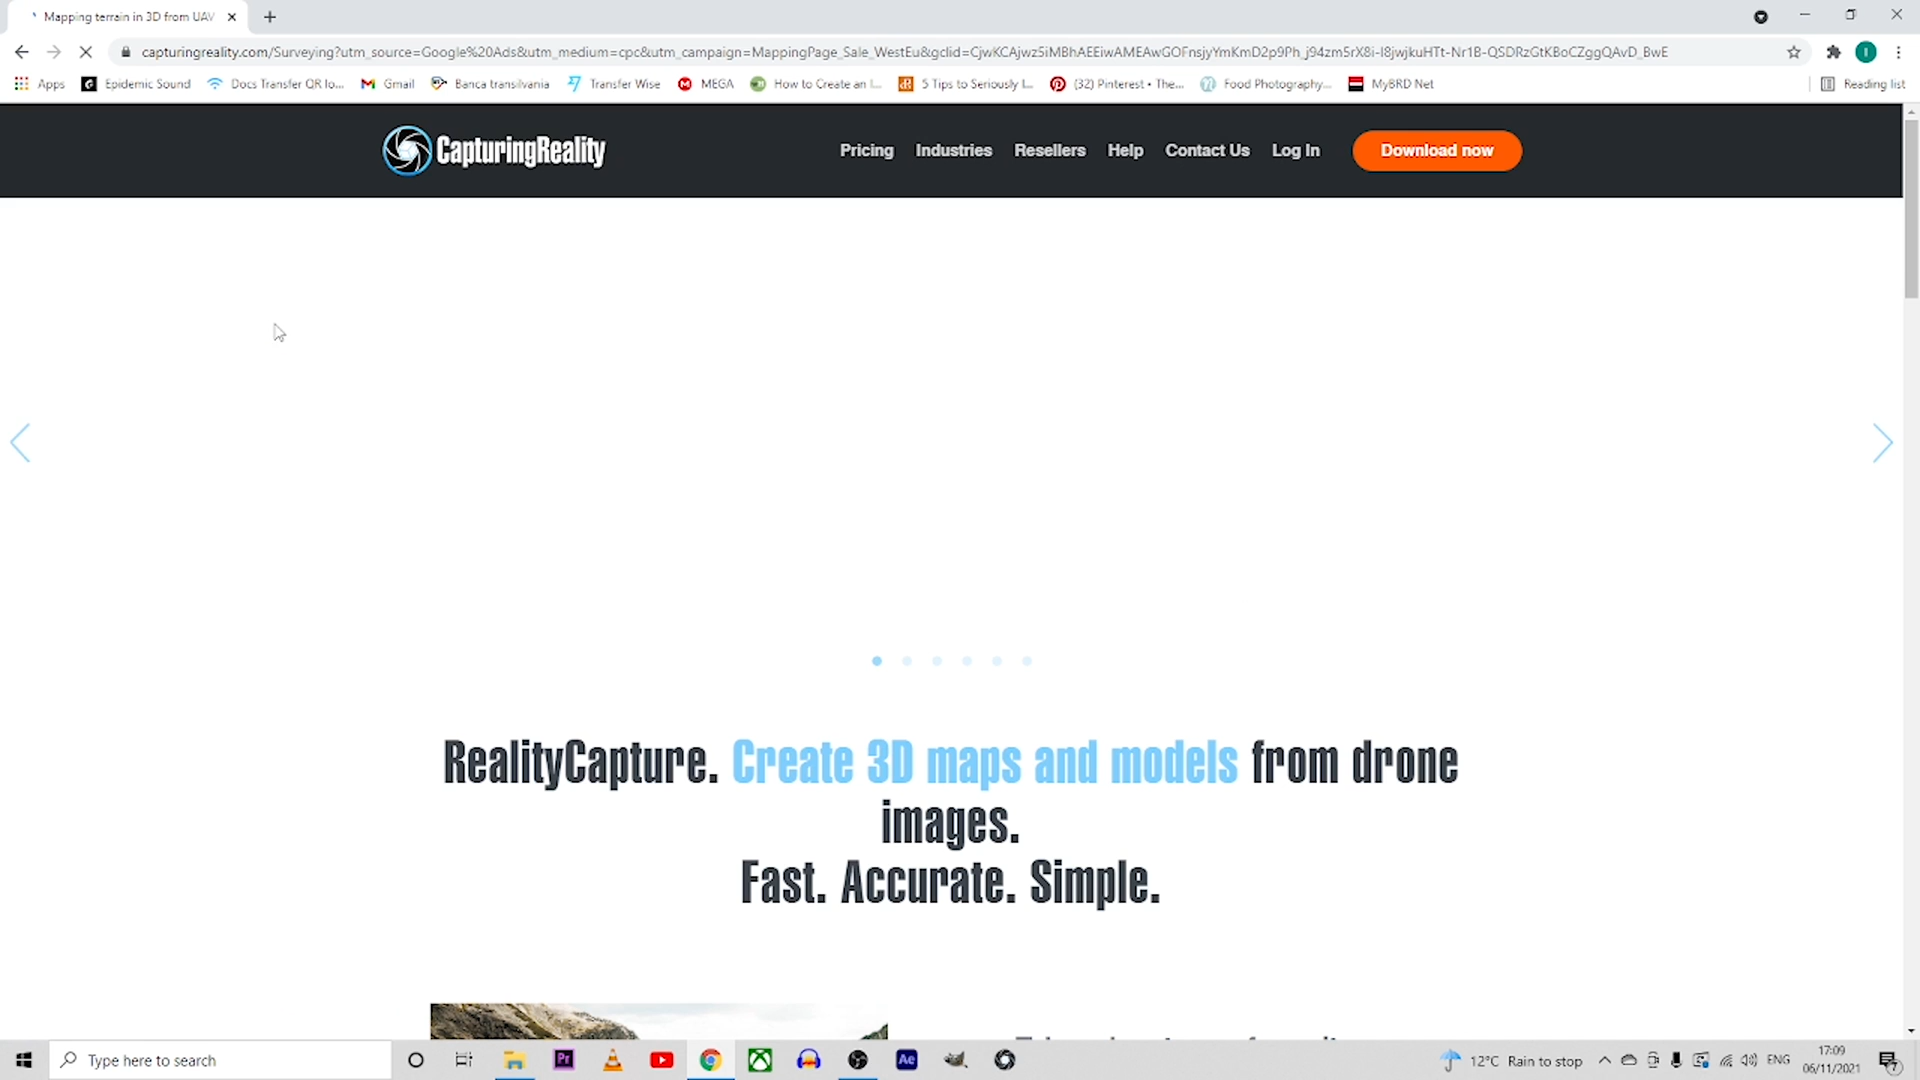 Mapping terrain in 3D from UAV
capturingreality.com/Surveying?utm_source=Google%20Ads&utm_medium=cpc&utm_campaign=MappingPage_Sale_WestEu&gclid=CjwKCAjwz5iMBhAEEiwAMEAwGOFnsjyYmKmD2p9Ph_j94zm5rX8i-I8jwjkuHTt-Nr1B-QSDRzGtKBoCZggQAvD_BwE
Apps Epidemic Sound Docs Transfer QR lo... Gmail Banca transilvania Transfer Wise MEGA How to Create an I... 5 Tips to Seriously I... (32) Pinterest • The... Food Photography... MyBRD Net Reading list
CapturingReality Pricing Industries Resellers Help Contact Us Log In Download now
RealityCapture. Create 3D maps and models from drone
images.
Fast. Accurate. Simple.
Type here to search Pr Ae 12°C Rain to stop ENG 17:09
06/11/2021